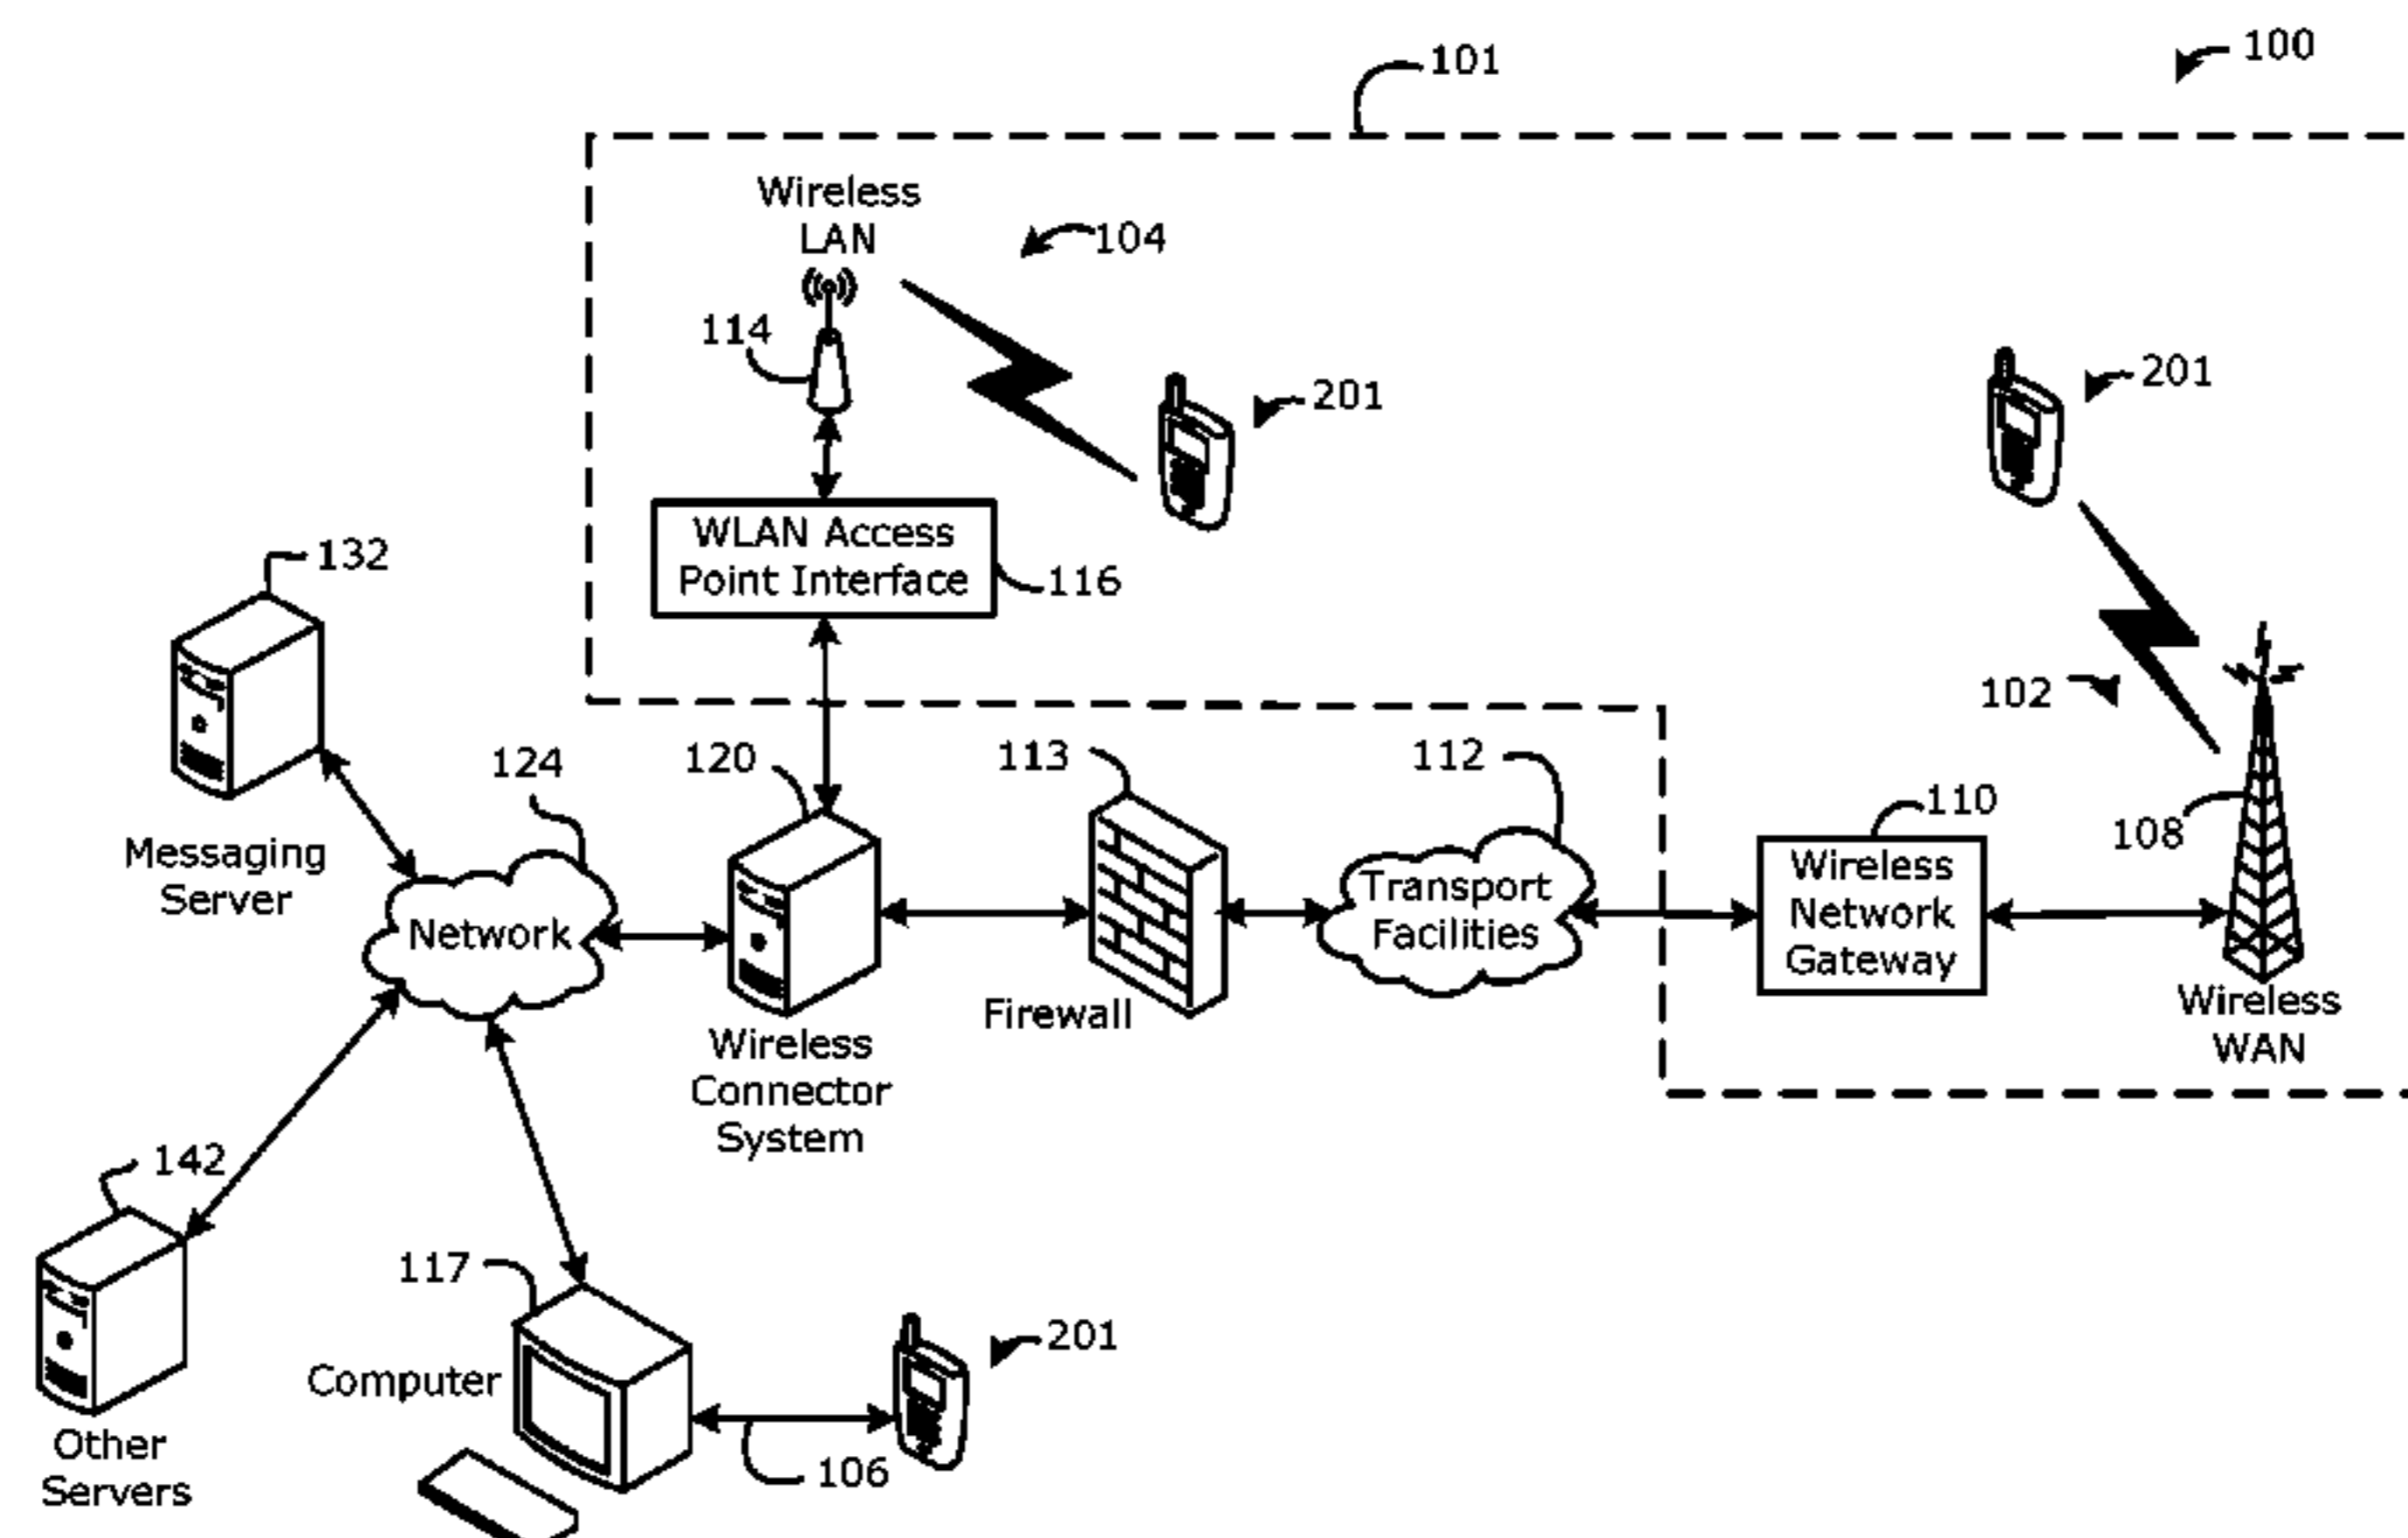 100
101
Wireless
LAN
104
114
201
201
WLAN Access
Point Interface
116
132
102
124
120
113
112
110
108
Messaging
Server
Network
Transport
Facilities
Wireless
Network
Gateway
Firewall
Wireless
WAN
Wireless
Connector
System
142
117
201
Computer
106
Other
Servers